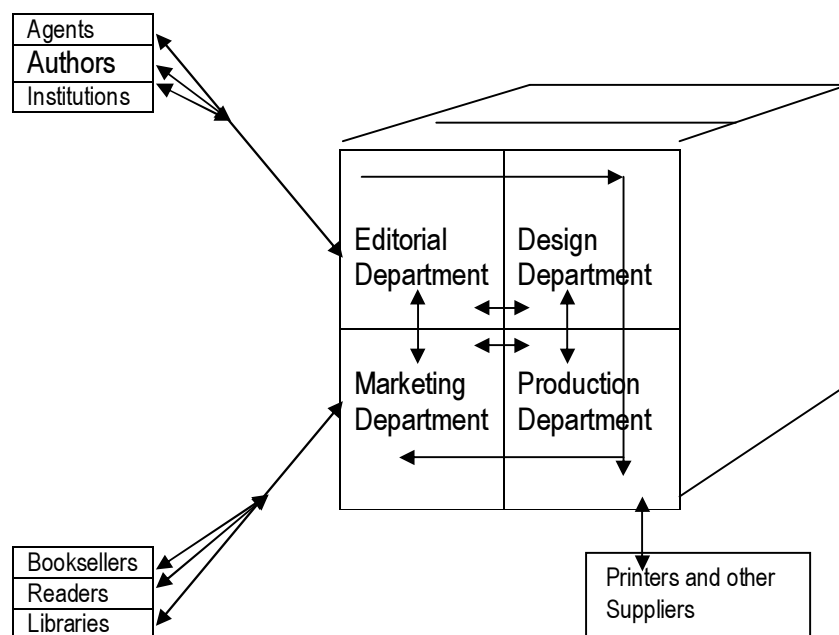 Agents
Authors
Institutions
Editorial
Department
Design
Department
Marketing
Department
Production
Department
Booksellers
Readers
Libraries
Printers and other
Suppliers